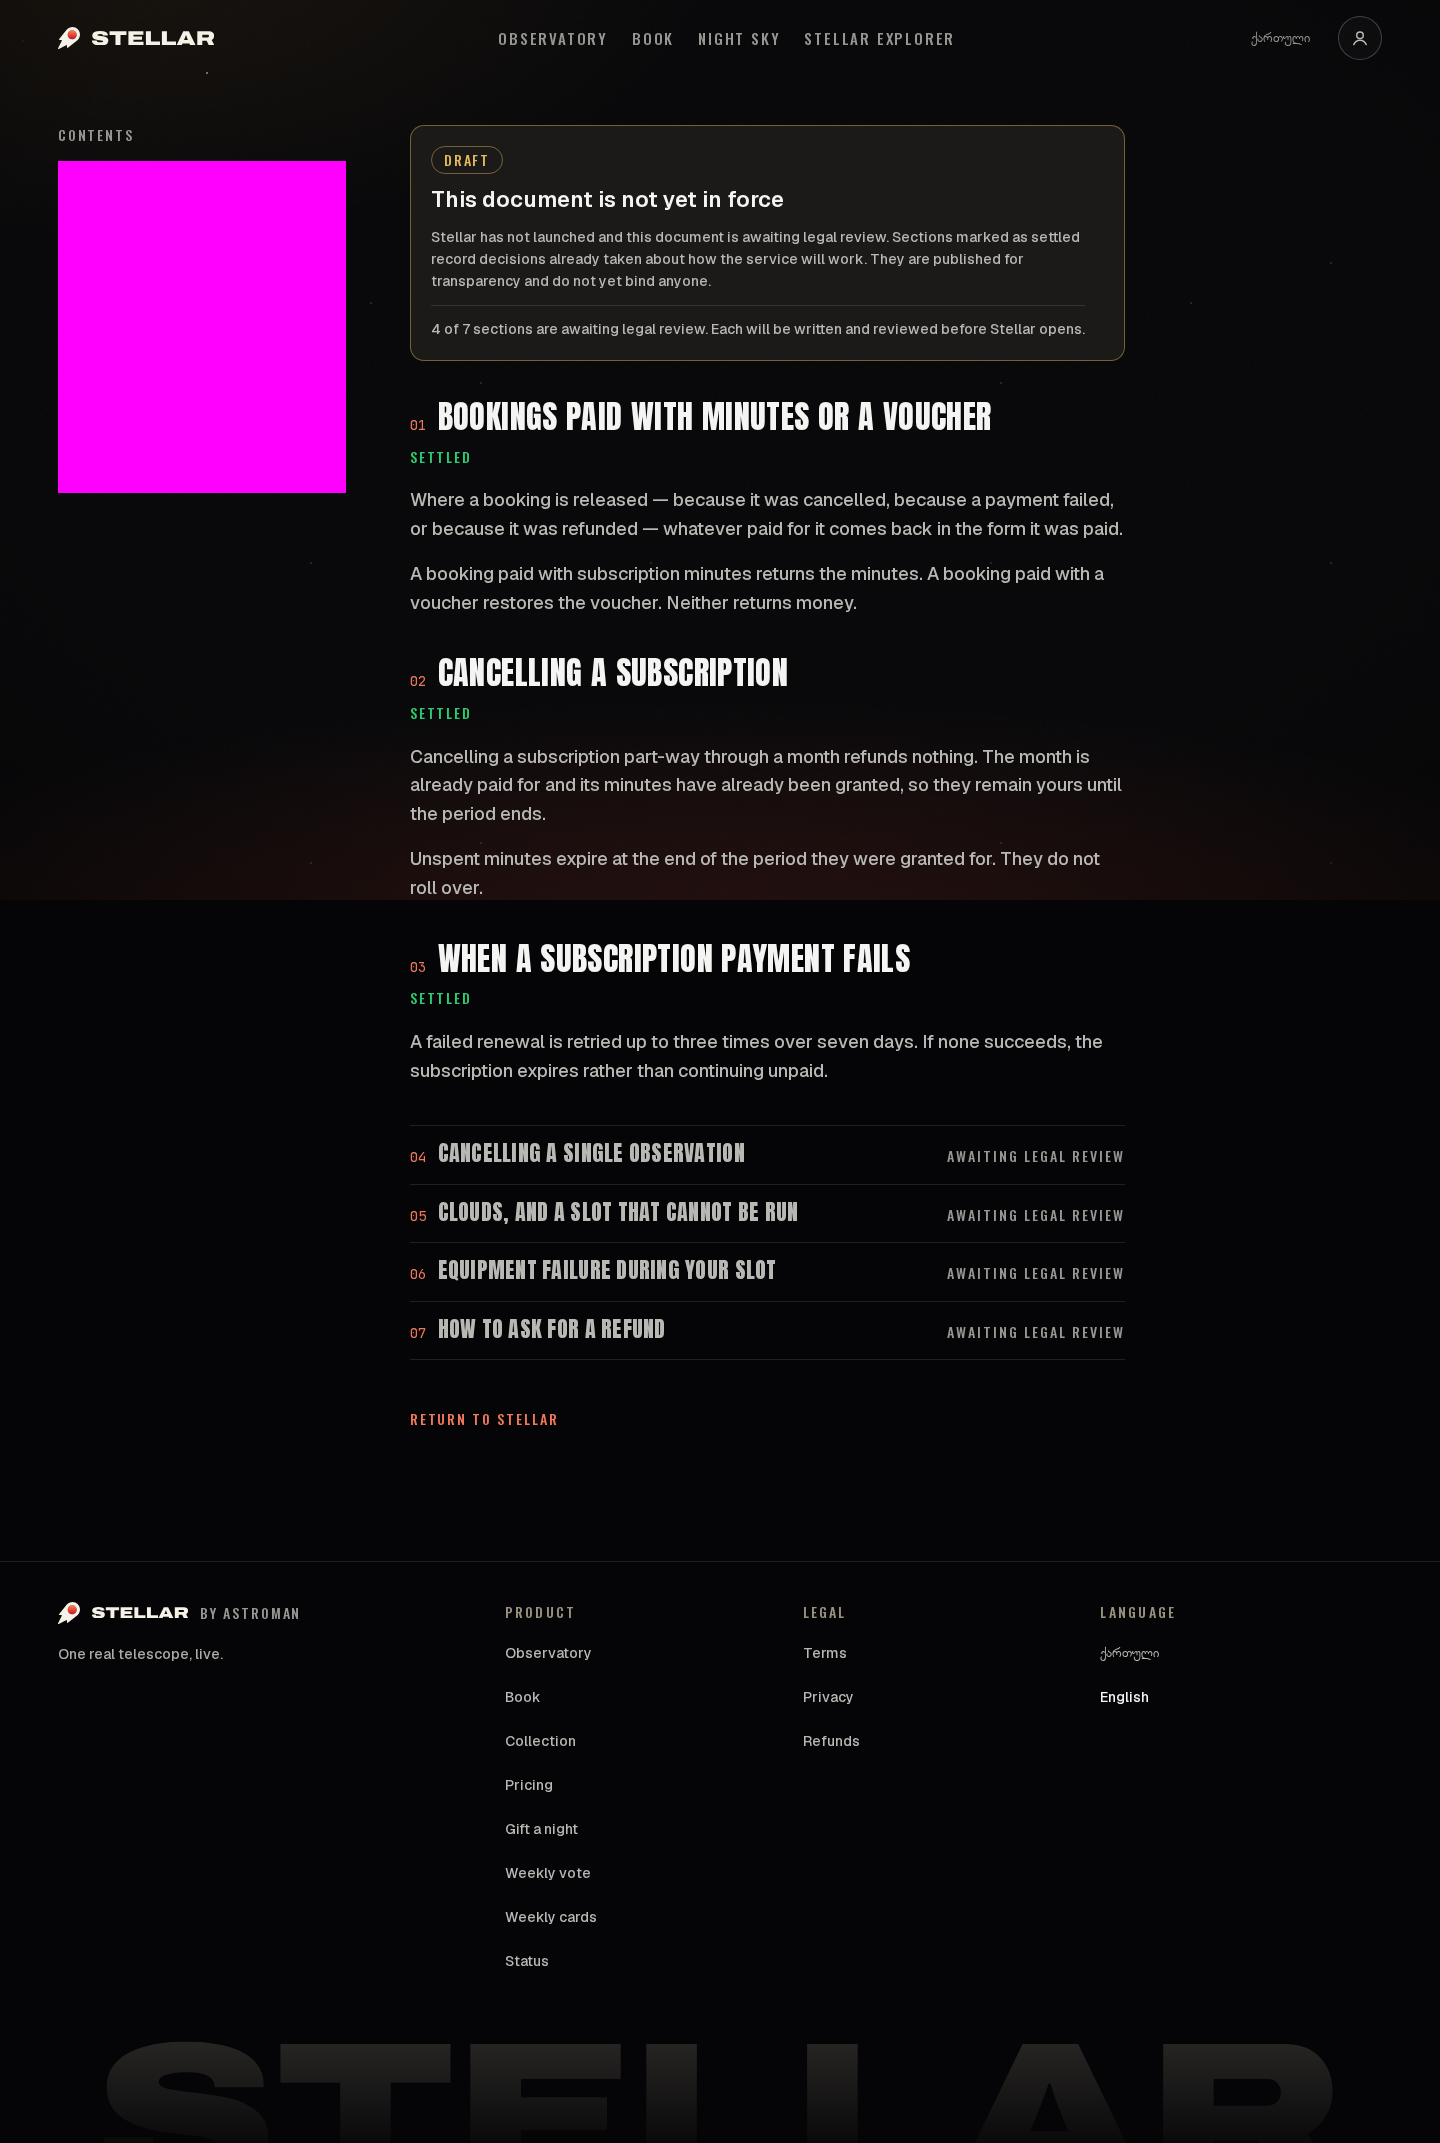 STELLAR
OBSERVATORY BOOK NIGHT SKY STELLAR EXPLORER
ქართული
CONTENTS
DRAFT
This document is not yet in force
Stellar has not launched and this document is awaiting legal review. Sections marked as settled
record decisions already taken about how the service will work. They are published for
transparency and do not yet bind anyone.
4 of 7 sections are awaiting legal review. Each will be written and reviewed before Stellar opens.
01 BOOKINGS PAID WITH MINUTES OR A VOUCHER
SETTLED
Where a booking is released — because it was cancelled, because a payment failed,
or because it was refunded — whatever paid for it comes back in the form it was paid.
A booking paid with subscription minutes returns the minutes. A booking paid with a
voucher restores the voucher. Neither returns money.
02 CANCELLING A SUBSCRIPTION
SETTLED
Cancelling a subscription part-way through a month refunds nothing. The month is
already paid for and its minutes have already been granted, so they remain yours until
the period ends.
Unspent minutes expire at the end of the period they were granted for. They do not
roll over.
03 WHEN A SUBSCRIPTION PAYMENT FAILS
SETTLED
A failed renewal is retried up to three times over seven days. If none succeeds, the
subscription expires rather than continuing unpaid.
04 CANCELLING A SINGLE OBSERVATION AWAITING LEGAL REVIEW
05 CLOUDS, AND A SLOT THAT CANNOT BE RUN AWAITING LEGAL REVIEW
06 EQUIPMENT FAILURE DURING YOUR SLOT AWAITING LEGAL REVIEW
07 HOW TO ASK FOR A REFUND AWAITING LEGAL REVIEW
RETURN TO STELLAR
STELLAR BY ASTROMAN
One real telescope, live.
PRODUCT
Observatory
Book
Collection
Pricing
Gift a night
Weekly vote
Weekly cards
Status
LEGAL
Terms
Privacy
Refunds
LANGUAGE
ქართული
English
STELLAR